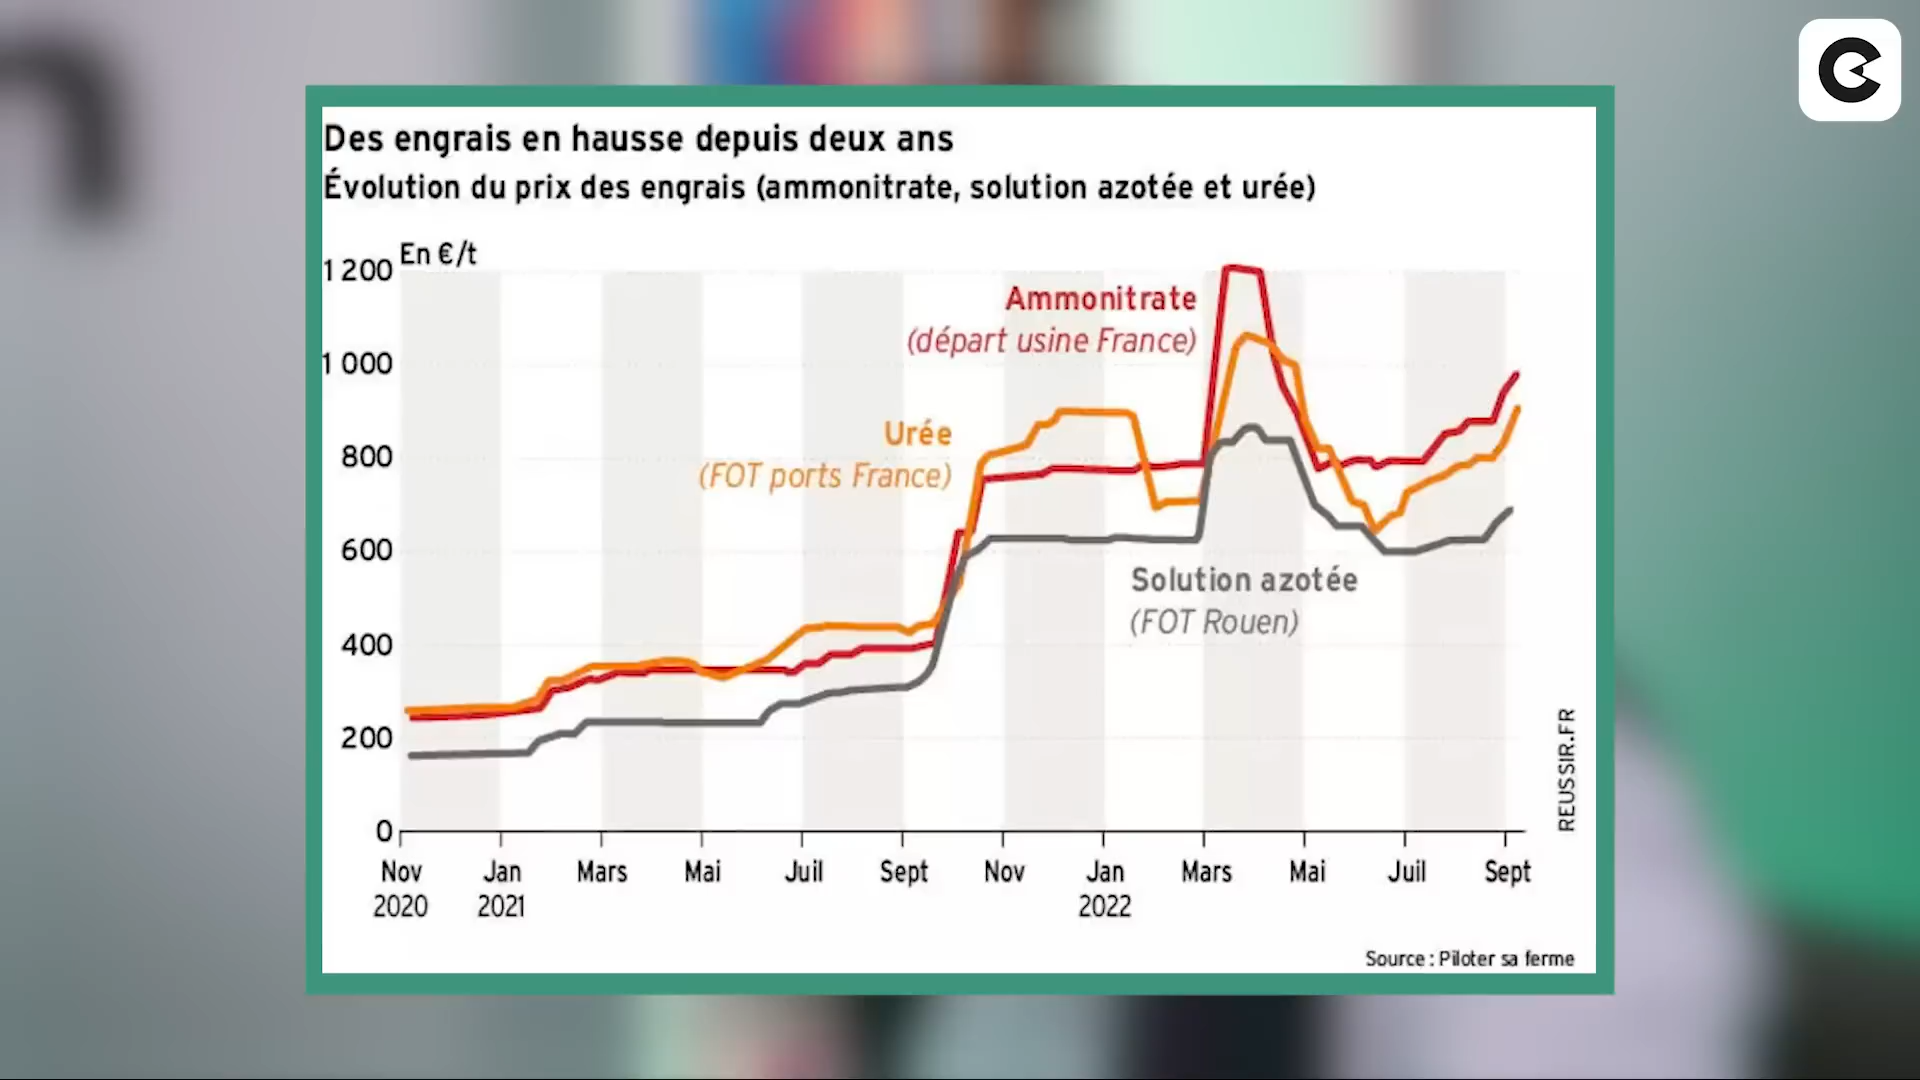 Des engrais en hausse depuis deux ans
Évolution du prix des engrais (ammonitrate, solution azotée et urée)
En €/t
1 200
1 000
800
600
400
200
0
Ammonitrate
(départ usine France)
Urée
(FOT ports France)
Solution azotée
(FOT Rouen)
Nov Jan Mars Mai Juil Sept Nov Jan Mars Mai Juil Sept
2020 2021 2022
REUSSIR.FR
Source : Piloter sa ferme